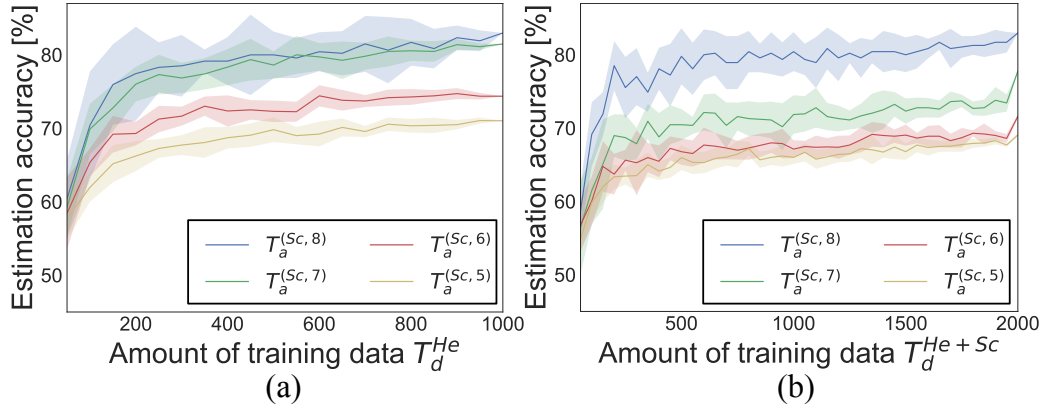 Estimation accuracy [%]
80
70
60
50
T_a^(Sc, 8) T_a^(Sc, 6)
T_a^(Sc, 7) T_a^(Sc, 5)
200 400 600 800 1000
Amount of training data T_d^He
(a)
Estimation accuracy [%]
80
70
60
50
T_a^(Sc, 8) T_a^(Sc, 6)
T_a^(Sc, 7) T_a^(Sc, 5)
500 1000 1500 2000
Amount of training data T_d^He + Sc
(b)